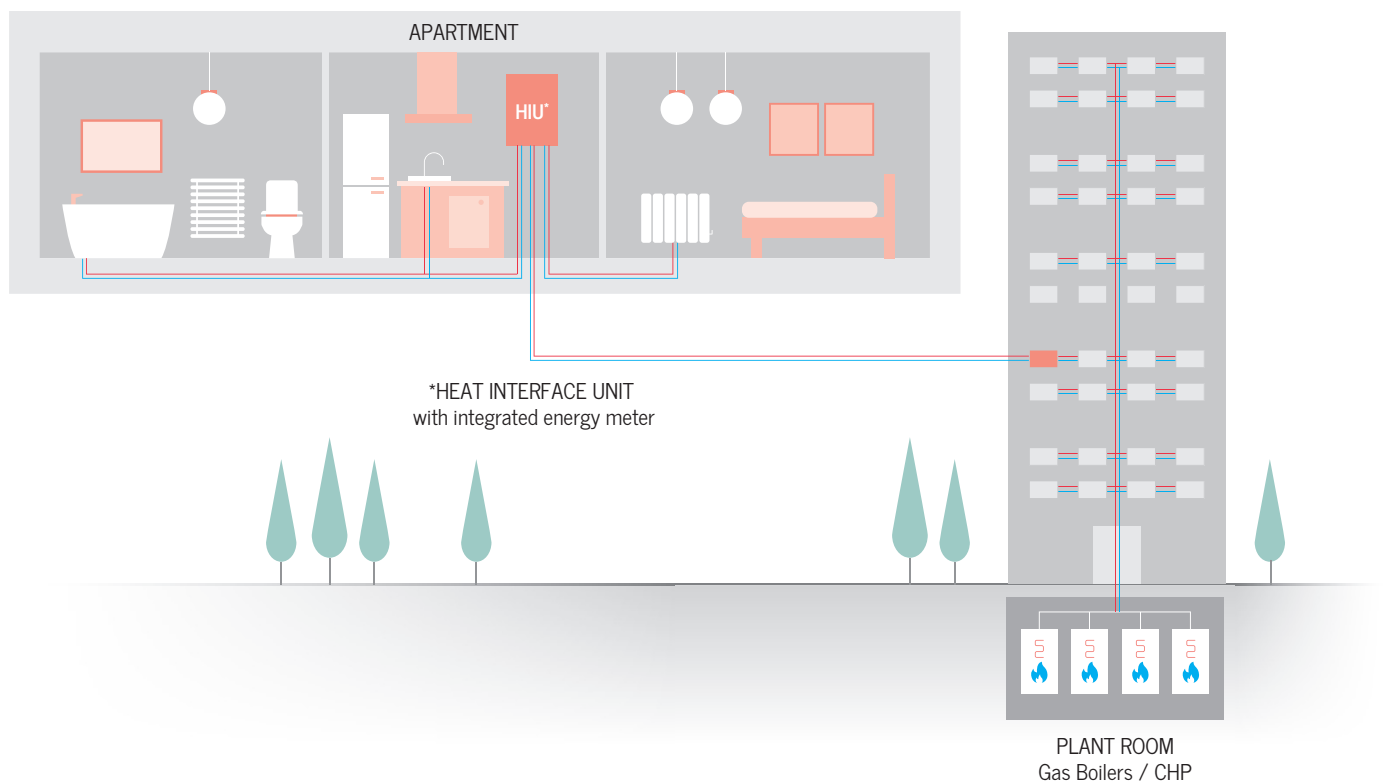 APARTMENT
HIU*
*HEAT INTERFACE UNIT
with integrated energy meter
PLANT ROOM
Gas Boilers / CHP